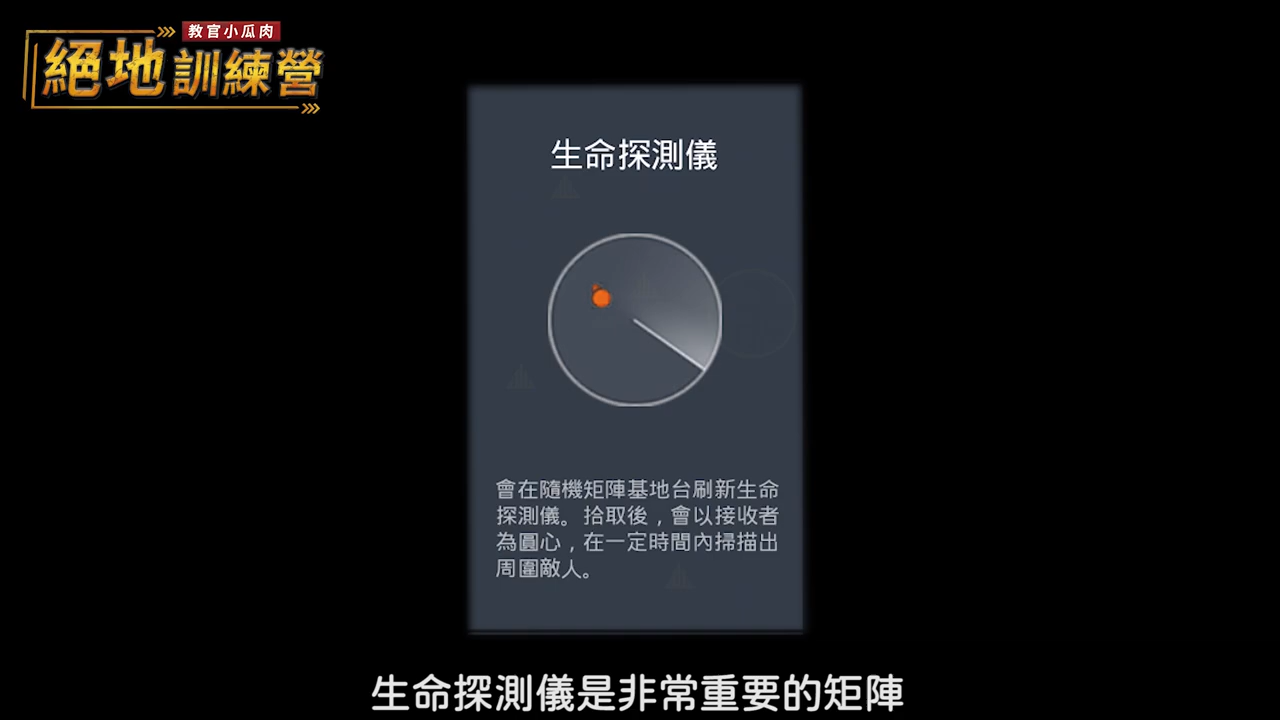 教官小瓜肉
絕地訓練營
生命探測儀
會在隨機矩陣基地台刷新生命
探測儀。拾取後，會以接收者
為圓心，在一定時間內掃描出
周圍敵人。
生命探測儀是非常重要的矩陣